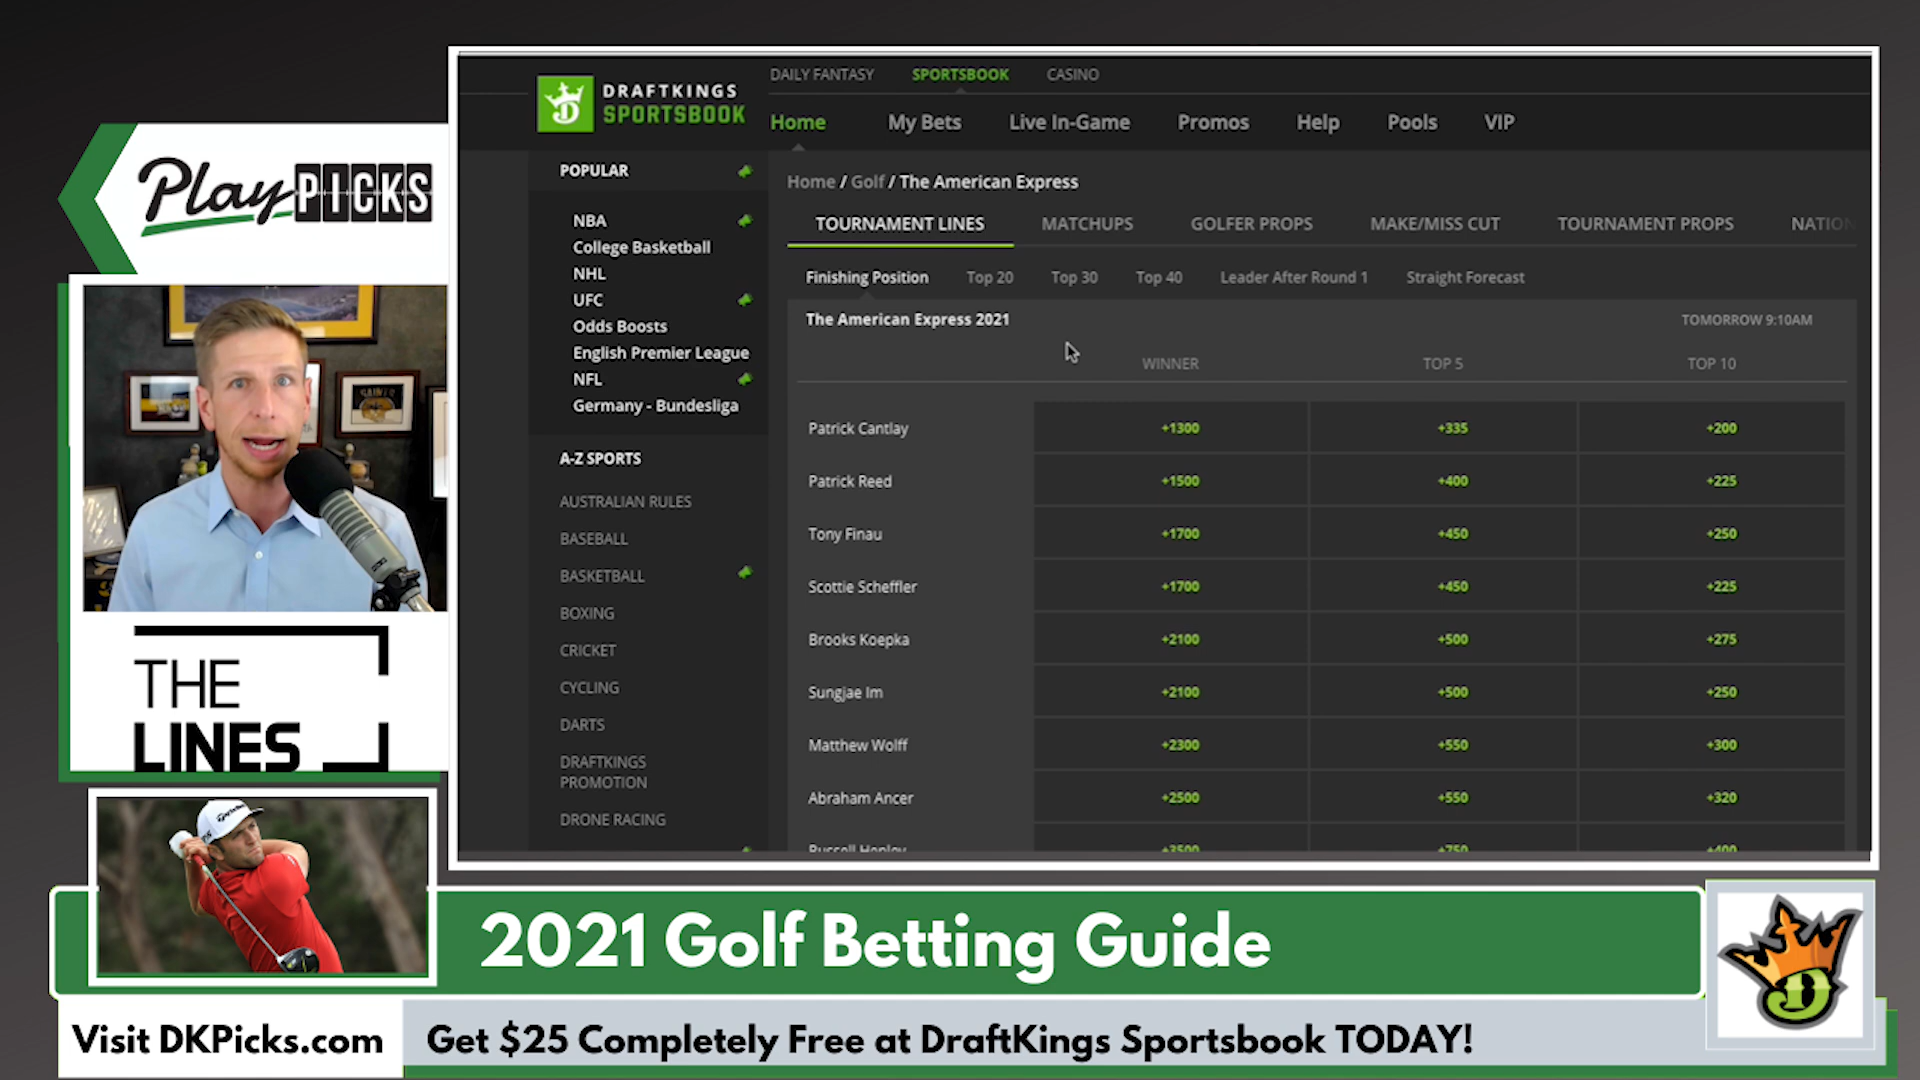 Play PICKS
THE
LINES
DRAFTKINGS
SPORTSBOOK
DAILY FANTASY SPORTSBOOK CASINO
Home My Bets Live In-Game Promos Help Pools VIP
POPULAR
NBA
College Basketball
NHL
UFC
Odds Boosts
English Premier League
NFL
Germany - Bundesliga
A-Z SPORTS
AUSTRALIAN RULES
BASEBALL
BASKETBALL
BOXING
CRICKET
CYCLING
DARTS
DRAFTKINGS
PROMOTION
DRONE RACING
Home / Golf / The American Express
TOURNAMENT LINES MATCHUPS GOLFER PROPS MAKE/MISS CUT TOURNAMENT PROPS NATION
Finishing Position Top 20 Top 30 Top 40 Leader After Round 1 Straight Forecast
The American Express 2021 TOMORROW 9:10AM
WINNER TOP 5 TOP 10
Patrick Cantlay +1300 +335 +200
Patrick Reed +1500 +400 +225
Tony Finau +1700 +450 +250
Scottie Scheffler +1700 +450 +225
Brooks Koepka +2100 +500 +275
Sungjae Im +2100 +500 +250
Matthew Wolff +2300 +550 +300
Abraham Ancer +2500 +550 +320
Russell Henley +3500 +750 +400
2021 Golf Betting Guide
Visit DKPicks.com Get $25 Completely Free at DraftKings Sportsbook TODAY!